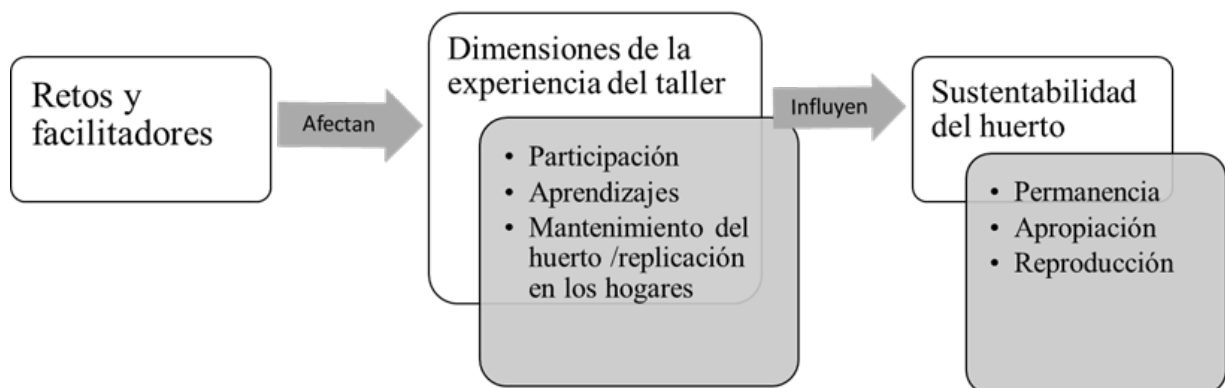 Retos y
facilitadores
Afectan
Dimensiones de la
experiencia del taller
• Participación
• Aprendizajes
• Mantenimiento del
huerto /replicación
en los hogares
Influyen
Sustentabilidad
del huerto
• Permanencia
• Apropiación
• Reproducción